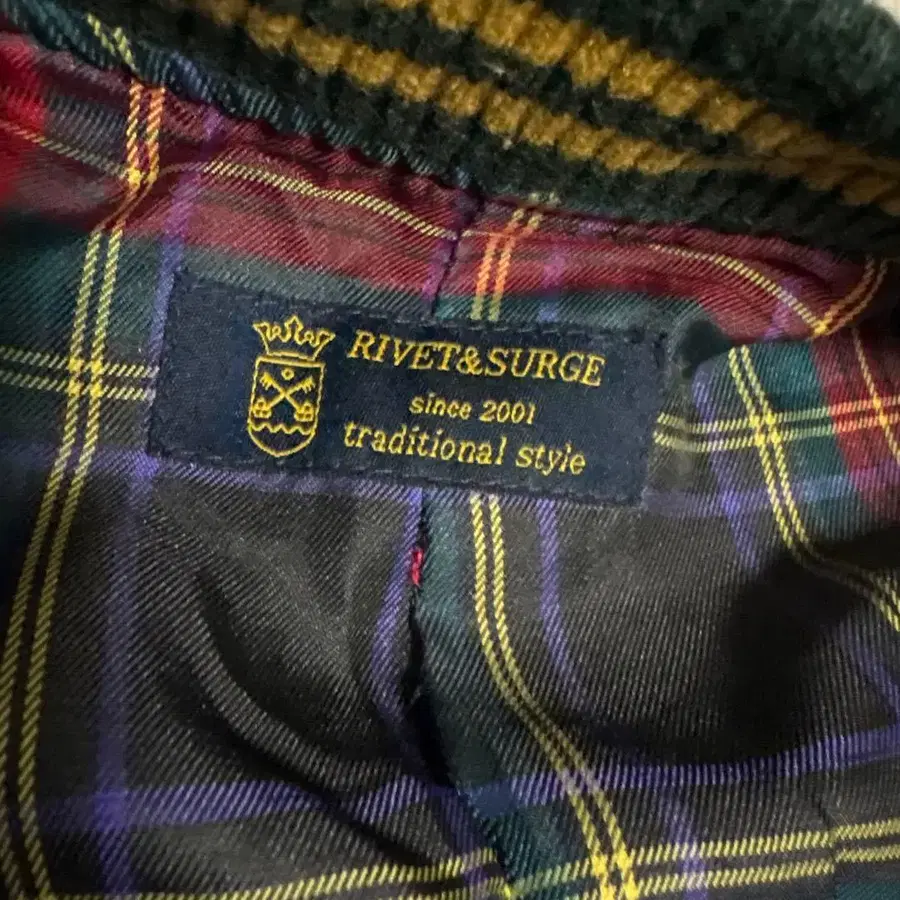 RIVET&SURGE
since 2001
traditional style